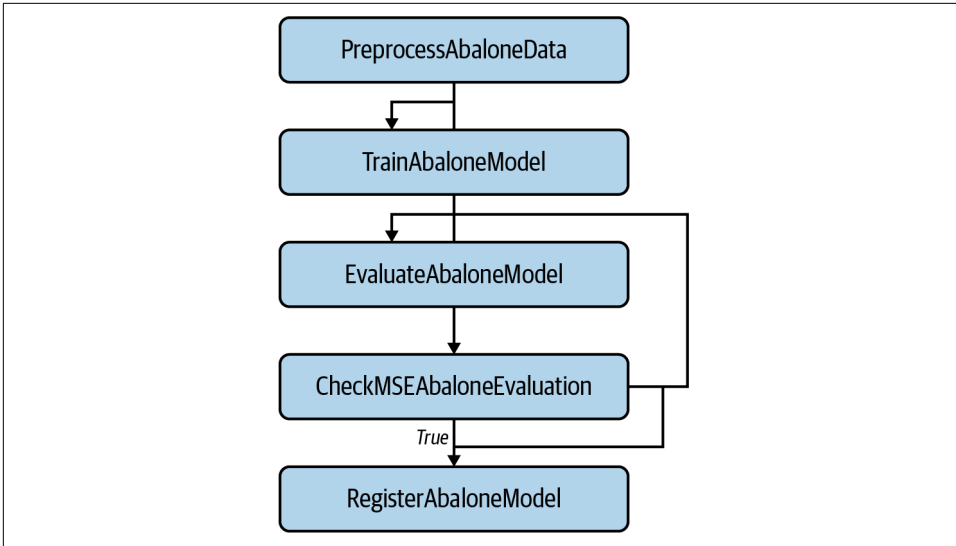 PreprocessAbaloneData
TrainAbaloneModel
EvaluateAbaloneModel
CheckMSEAbaloneEvaluation
True
RegisterAbaloneModel